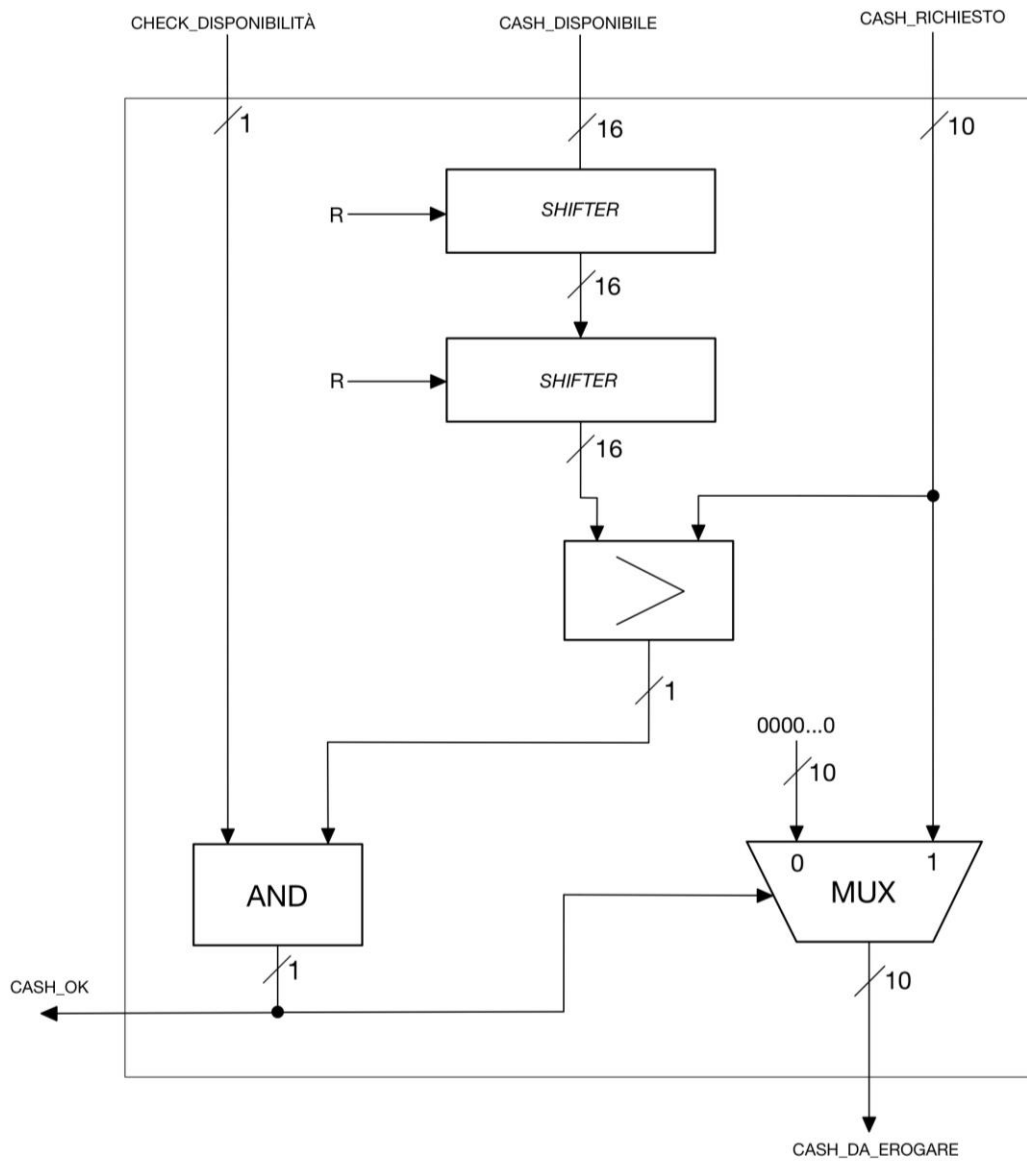 CHECK_DISPONIBILITÀ
CASH_DISPONIBILE
CASH_RICHIESTO
1
16
10
R
SHIFTER
16
R
SHIFTER
16
1
0000...0
10
0
1
AND
MUX
1
10
CASH_OK
CASH_DA_EROGARE